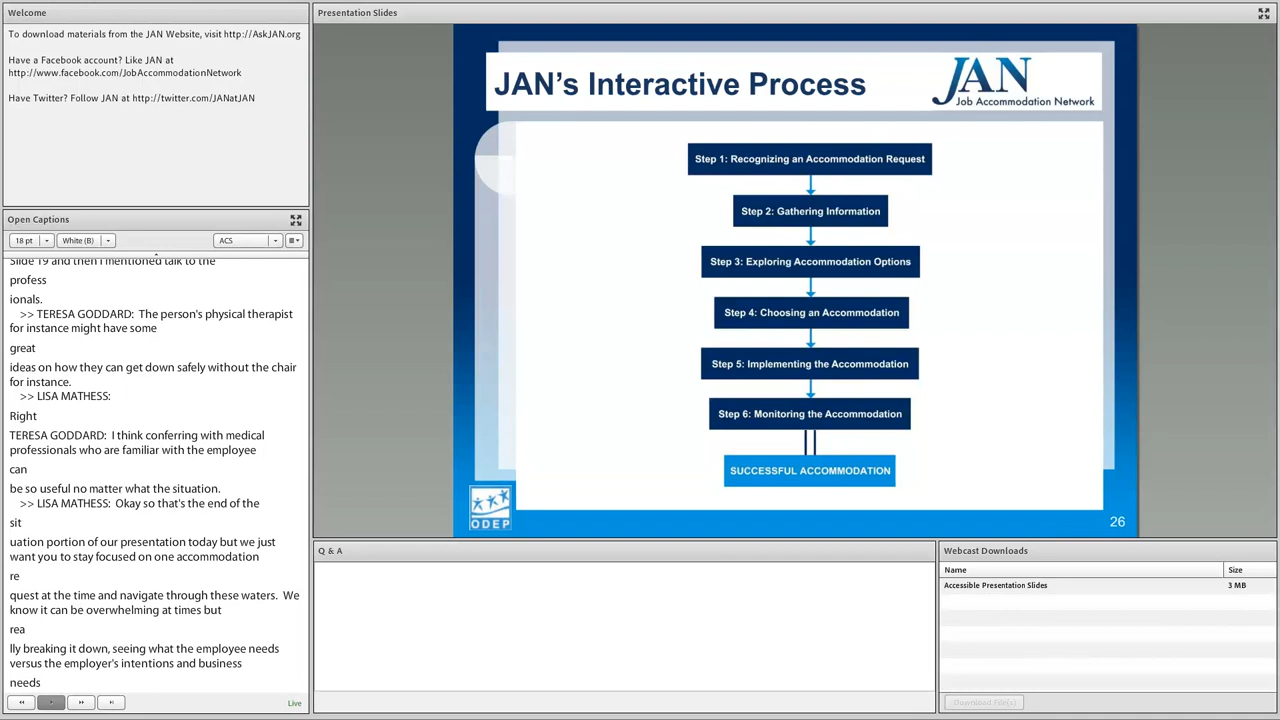 Welcome
To download materials from the JAN Website, visit http://AskJAN.org
Have a Facebook account? Like JAN at
http://www.facebook.com/JobAccommodationNetwork
Have Twitter? Follow JAN at http://twitter.com/JANatJAN
Open Captions
18 pt
White (B)
ACS
Slide 19 and then I mentioned talk to the
profess
ionals.
>> TERESA GODDARD:  The person's physical therapist
for instance might have some
great
ideas on how they can get down safely without the chair
for instance.
>> LISA MATHESS:
Right
TERESA GODDARD:  I think conferring with medical
professionals who are familiar with the employee
can
be so useful no matter what the situation.
>> LISA MATHESS:  Okay so that's the end of the
sit
uation portion of our presentation today but we just
want you to stay focused on one accommodation
re
quest at the time and navigate through these waters.  We
know it can be overwhelming at times but
rea
lly breaking it down, seeing what the employee needs
versus the employer's intentions and business
needs
Live
Presentation Slides
JAN's Interactive Process
JAN
Job Accommodation Network
Step 1: Recognizing an Accommodation Request
Step 2: Gathering Information
Step 3: Exploring Accommodation Options
Step 4: Choosing an Accommodation
Step 5: Implementing the Accommodation
Step 6: Monitoring the Accommodation
SUCCESSFUL ACCOMMODATION
ODEP
26
Q & A
Webcast Downloads
Name Size
Accessible Presentation Slides 3 MB
Download File(s)